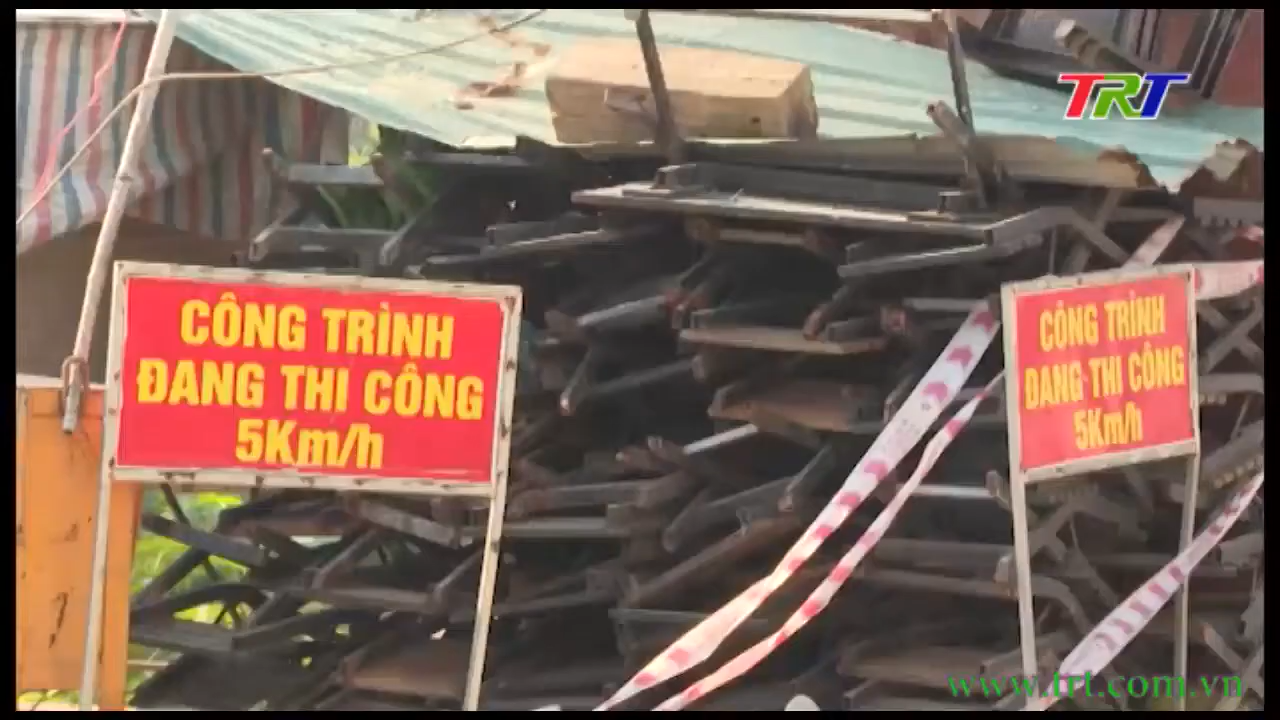 TRT
CÔNG TRÌNH
ĐANG THI CÔNG
5Km/h
CÔNG TRÌNH
ĐANG THI CÔNG
5Km/h
www.trt.com.vn